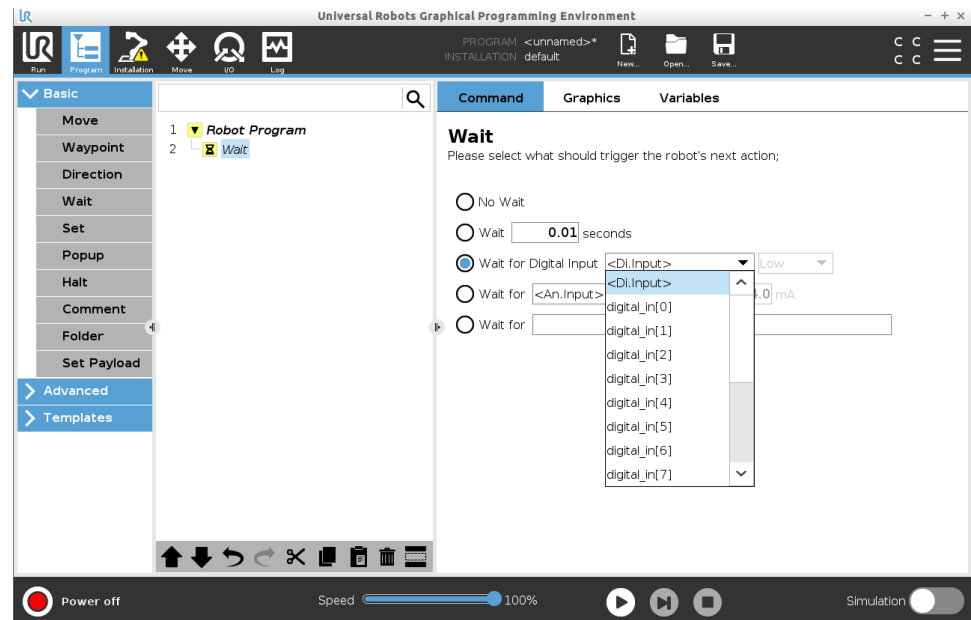 UR Universal Robots Graphical Programming Environment
UR PROGRAM <unnamed>*
INSTALLATION default
Run Program Installation Move I/O Log New... Open... Save...
C C
C C
Basic
Move
Waypoint
Direction
Wait
Set
Popup
Halt
Comment
Folder
Set Payload
Advanced
Templates
1 Robot Program
2 Wait
Command Graphics Variables
Wait
Please select what should trigger the robot's next action;
No Wait
Wait 0.01 seconds
Wait for Digital Input <Di.Input> Low
Wait for <An.Input> .0 mA
Wait for
<Di.Input>
digital_in[0]
digital_in[1]
digital_in[2]
digital_in[3]
digital_in[4]
digital_in[5]
digital_in[6]
digital_in[7]
Power off Speed 100% Simulation